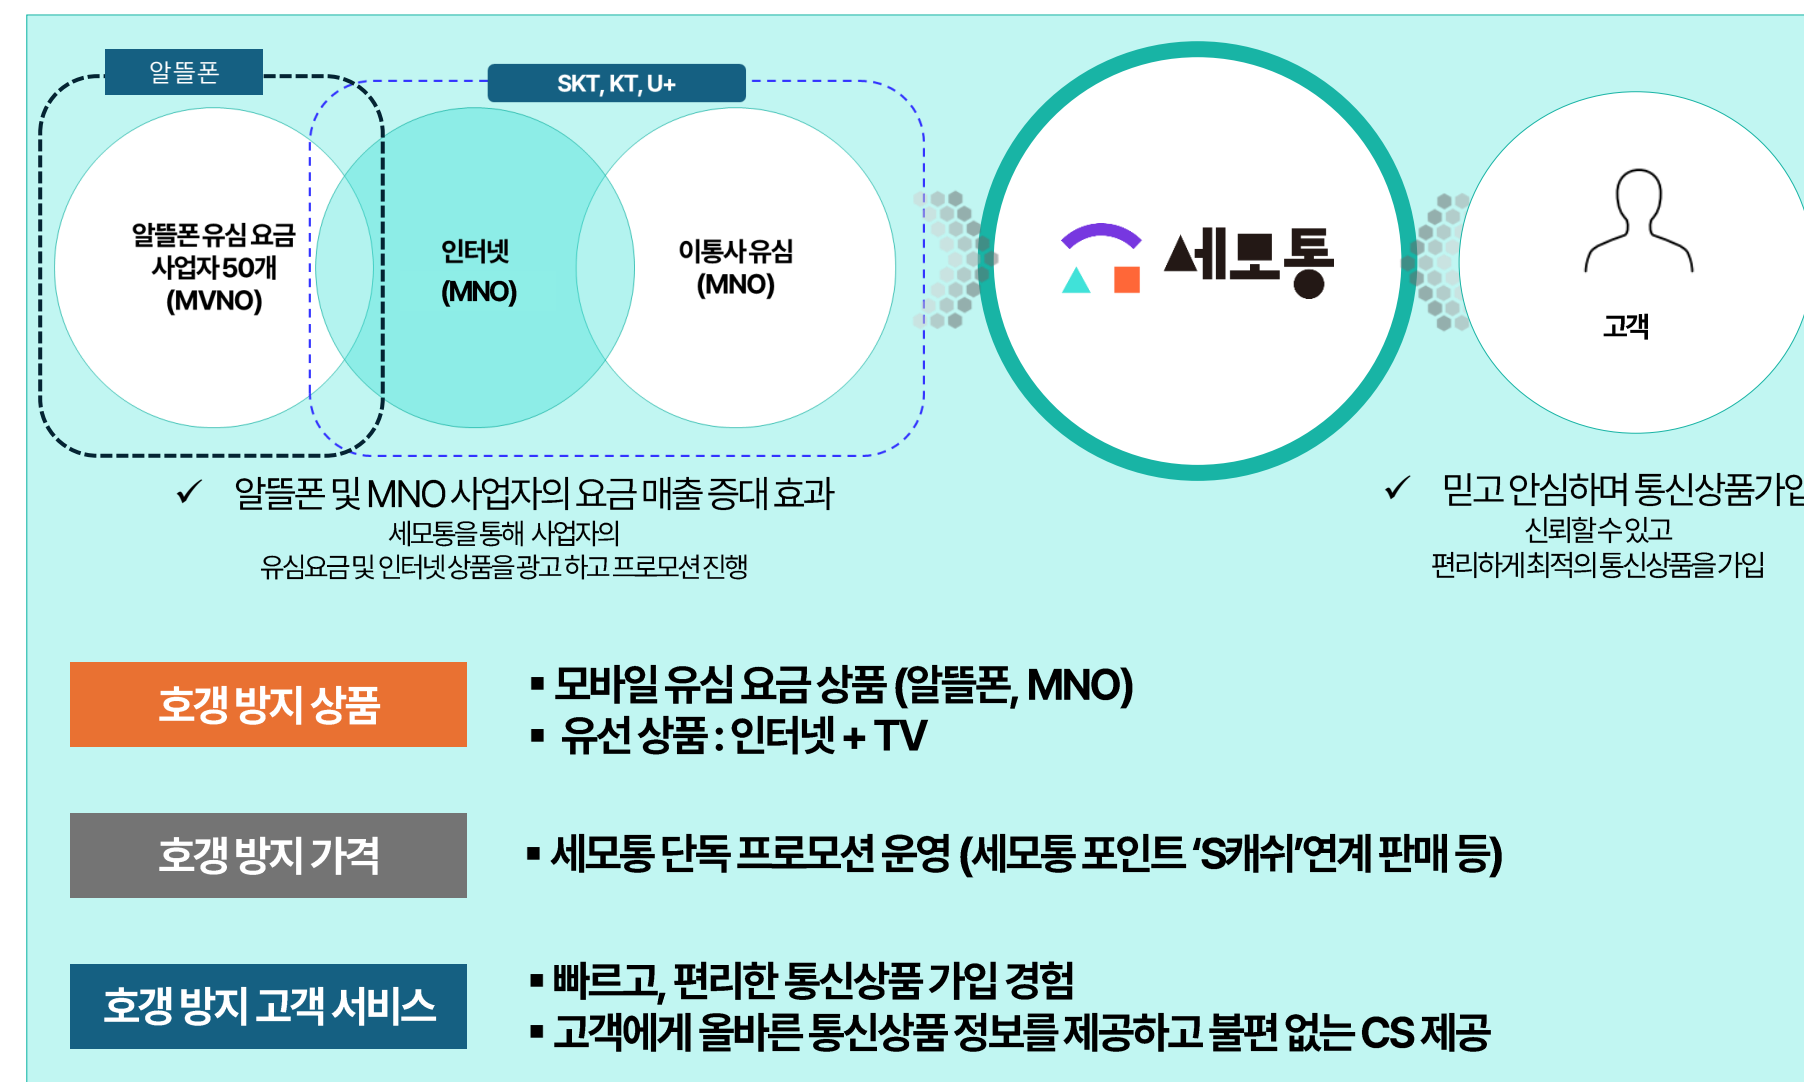 알뜰폰
SKT, KT, U+
알뜰폰 유심 요금
사업자 50개
(MVNO)
인터넷
(MNO)
이통사 유심
(MNO)
세모통
고객
✓ 알뜰폰 및 MNO 사업자의 요금 매출 증대 효과
세모통을 통해 사업자의
유심요금 및 인터넷 상품을 광고 하고 프로모션 진행
✓ 믿고 안심하며 통신상품가입
신뢰할 수 있고
편리하게 최적의 통신상품을 가입
호갱 방지 상품
▪ 모바일 유심 요금 상품 (알뜰폰, MNO)
▪ 유선 상품 : 인터넷 + TV
호갱 방지 가격
▪ 세모통 단독 프로모션 운영 (세모통 포인트 ‘S캐쉬’연계 판매 등)
호갱 방지 고객 서비스
▪ 빠르고, 편리한 통신상품 가입 경험
▪ 고객에게 올바른 통신상품 정보를 제공하고 불편 없는 CS 제공